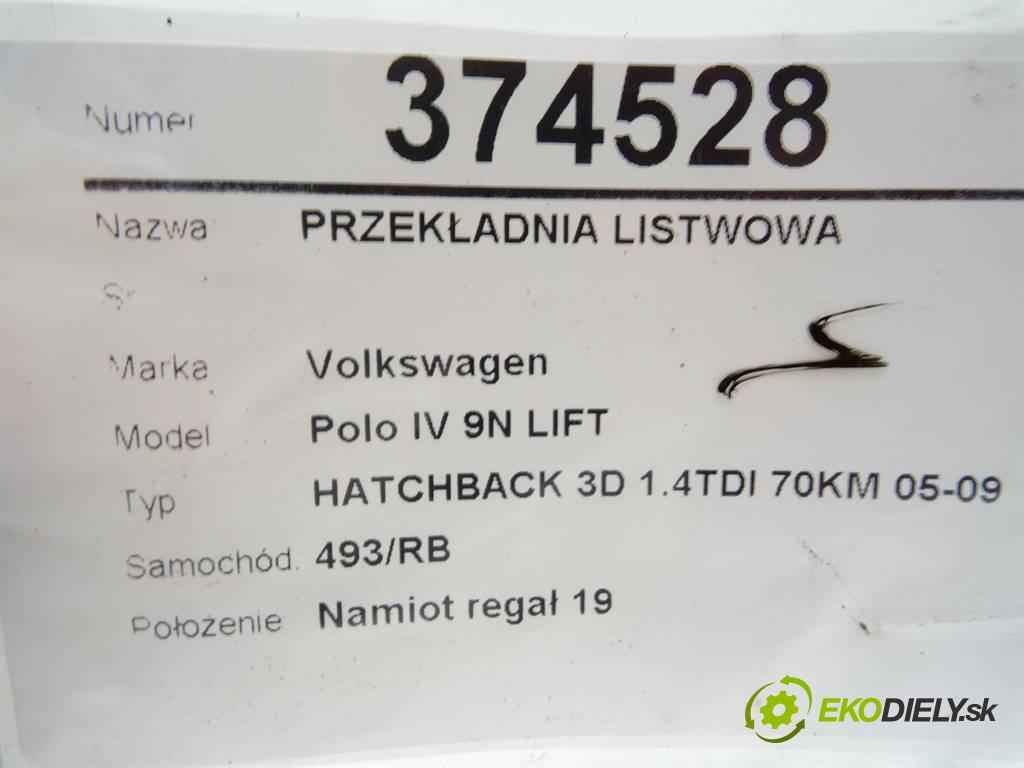 Numer 374528
Nazwa PRZEKŁADNIA LISTWOWA
Marka Volkswagen
Model Polo IV 9N LIFT
Typ HATCHBACK 3D 1.4TDI 70KM 05-09
Samochód. 493/RB
Położenie Namiot regał 19
EKODIELY.sk